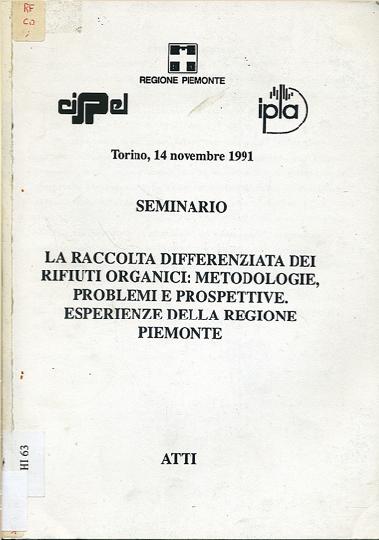 RF
CD
REGIONE PIEMONTE
cispel
ipla
Torino, 14 novembre 1991
SEMINARIO
LA RACCOLTA DIFFERENZIATA DEI
RIFIUTI ORGANICI: METODOLOGIE,
PROBLEMI E PROSPETTIVE.
ESPERIENZE DELLA REGIONE
PIEMONTE
HI 63
ATTI